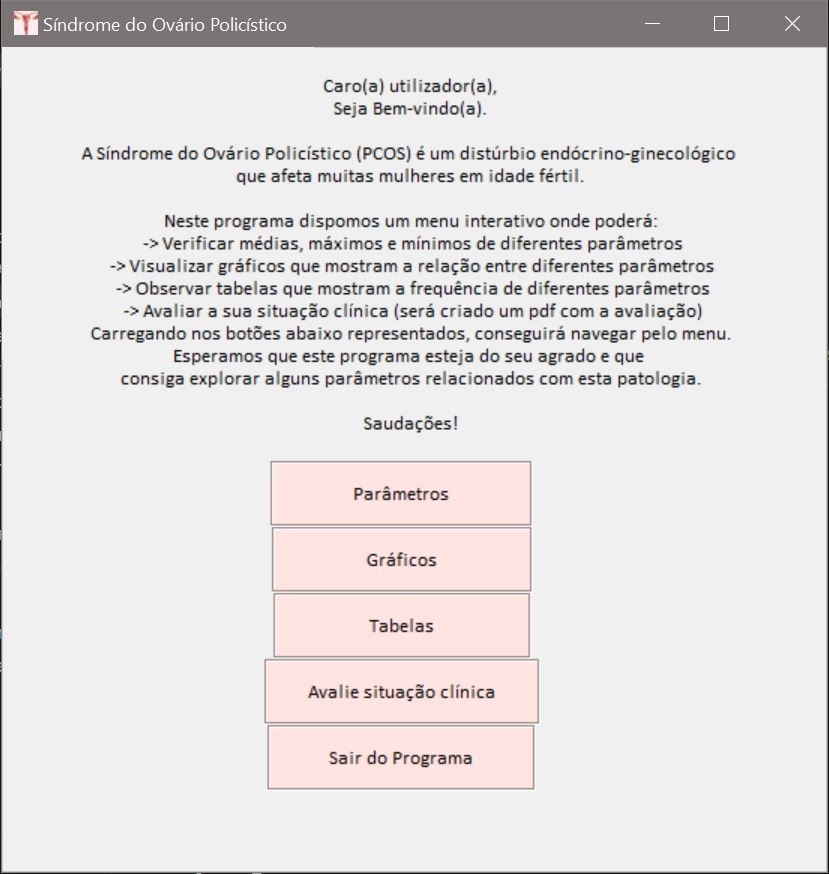 Síndrome do Ovário Policístico
Caro(a) utilizador(a),
Seja Bem-vindo(a).
A Síndrome do Ovário Policístico (PCOS) é um distúrbio endócrino-ginecológico
que afeta muitas mulheres em idade fértil.
Neste programa dispomos um menu interativo onde poderá:
-> Verificar médias, máximos e mínimos de diferentes parâmetros
-> Visualizar gráficos que mostram a relação entre diferentes parâmetros
-> Observar tabelas que mostram a frequência de diferentes parâmetros
-> Avaliar a sua situação clínica (será criado um pdf com a avaliação)
Carregando nos botões abaixo representados, conseguirá navegar pelo menu.
Esperamos que este programa esteja do seu agrado e que
consiga explorar alguns parâmetros relacionados com esta patologia.
Saudações!
Parâmetros
Gráficos
Tabelas
Avalie situação clínica
Sair do Programa